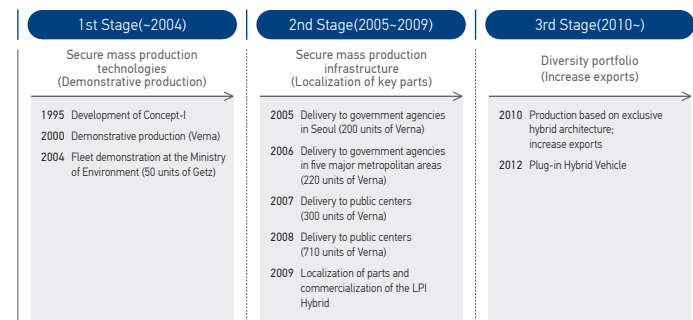 1st Stage(~2004)
Secure mass production
technologies
(Demonstrative production)
1995 Development of Concept-I
2000 Demonstrative production (Verna)
2004 Fleet demonstration at the Ministry
of Environment (50 units of Getz)
2nd Stage(2005~2009)
Secure mass production
infrastructure
(Localization of key parts)
2005 Delivery to government agencies
in Seoul (200 units of Verna)
2006 Delivery to government agencies
in five major metropolitan areas
(220 units of Verna)
2007 Delivery to public centers
(300 units of Verna)
2008 Delivery to public centers
(710 units of Verna)
2009 Localization of parts and
commercialization of the LPI
Hybrid
3rd Stage(2010~)
Diversity portfolio
(Increase exports)
2010 Production based on exclusive
hybrid architecture;
increase exports
2012 Plug-in Hybrid Vehicle